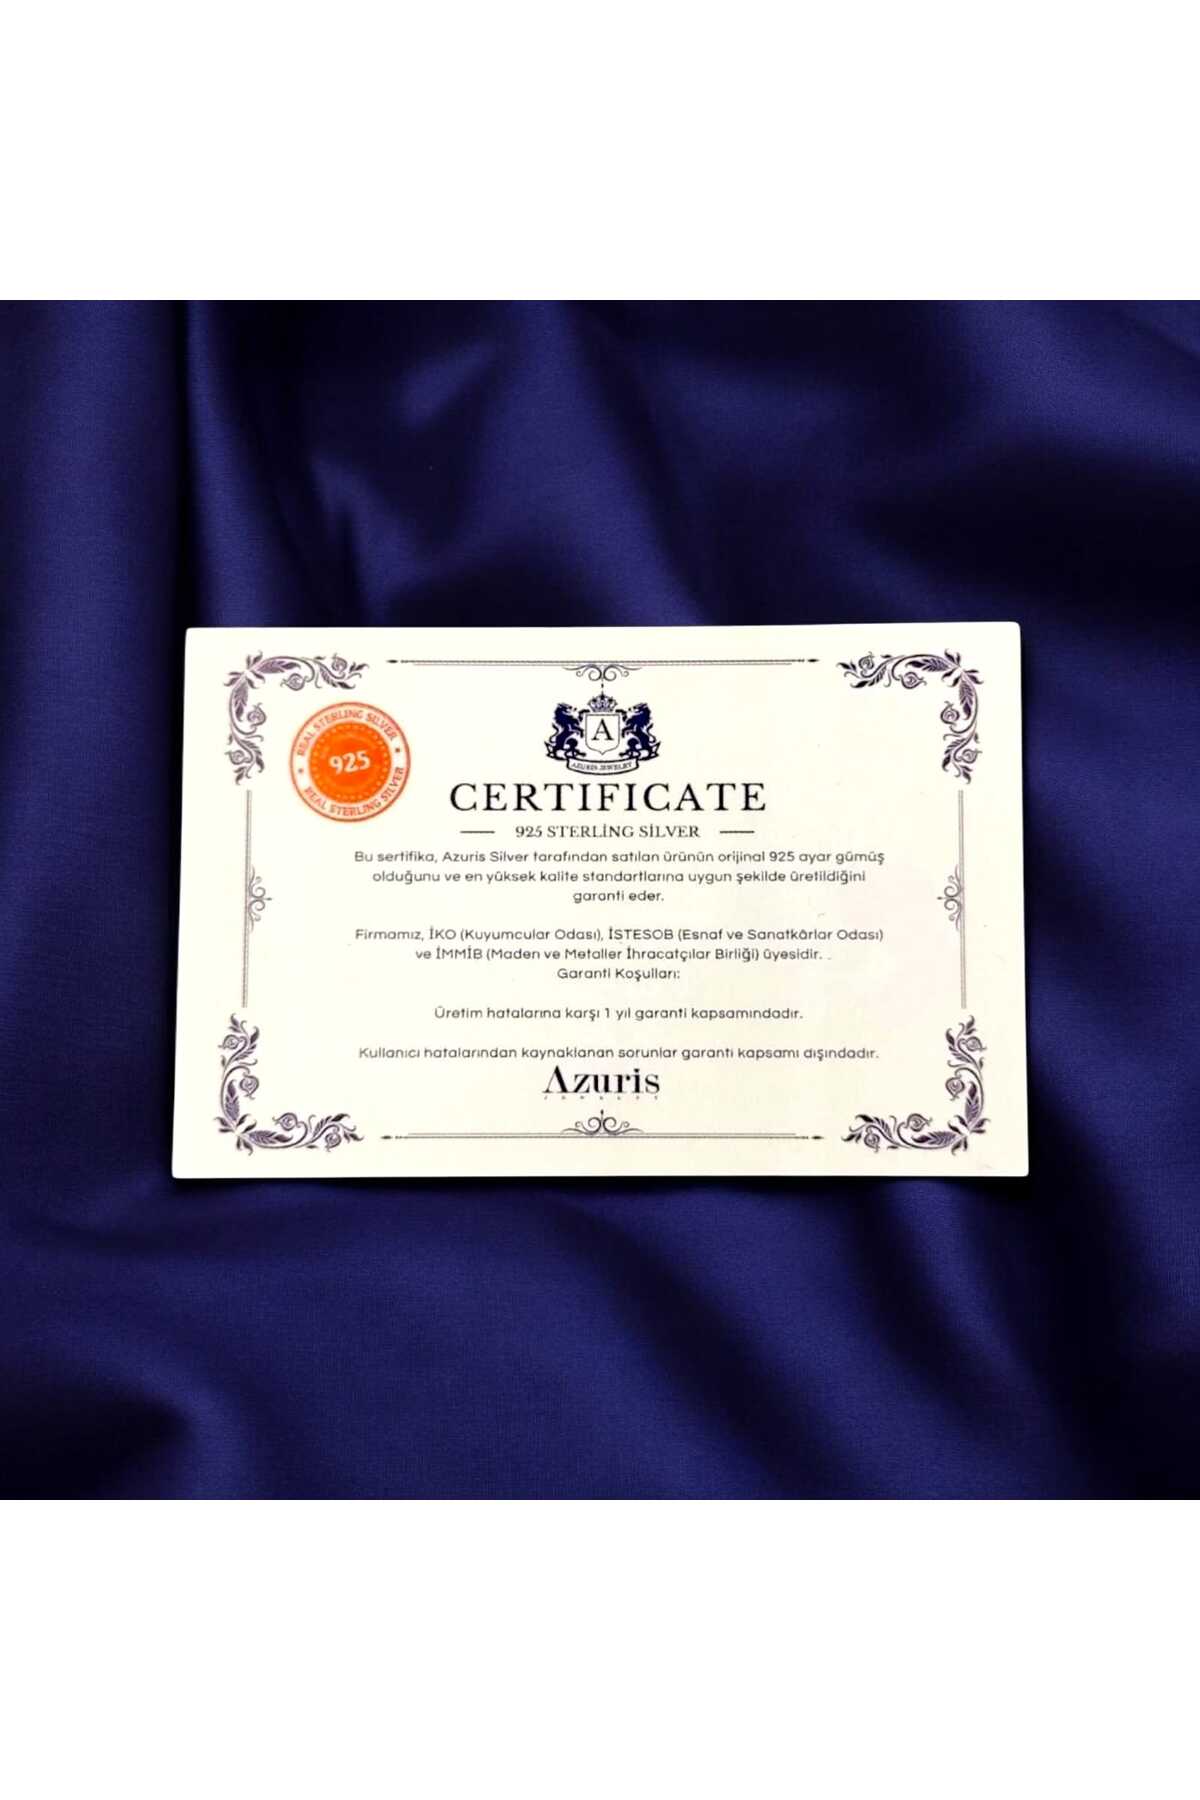 REAL STERLING SILVER
925
REAL STERLING SILVER
A
AZURIS JEWELRY
CERTIFICATE
925 STERLİNG SİLVER
Bu sertifika, Azuris Silver tarafından satılan ürünün orijinal 925 ayar gümüş
olduğunu ve en yüksek kalite standartlarına uygun şekilde üretildiğini
garanti eder.
Firmamız, İKO (Kuyumcular Odası), İSTESOB (Esnaf ve Sanatkârlar Odası)
ve İMMİB (Maden ve Metaller İhracatçılar Birliği) üyesidir. .
Garanti Koşulları:
Üretim hatalarına karşı 1 yıl garanti kapsamındadır.
Kullanıcı hatalarından kaynaklanan sorunlar garanti kapsamı dışındadır.
Azuris
JEWELRY